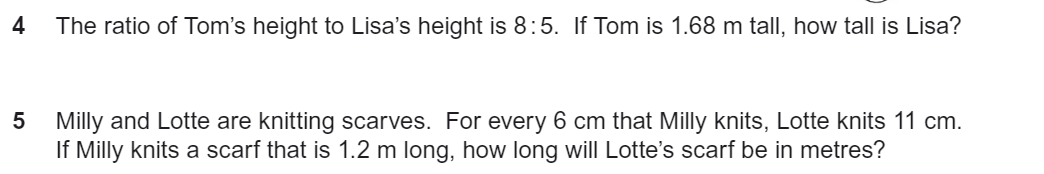 4 The ratio of Tom's height to Lisa's height is 8:5. If Tom is 1.68 m tall, how tall is Lisa?
5 Milly and Lotte are knitting scarves. For every 6 cm that Milly knits, Lotte knits 11 cm.
If Milly knits a scarf that is 1.2 m long, how long will Lotte's scarf be in metres?